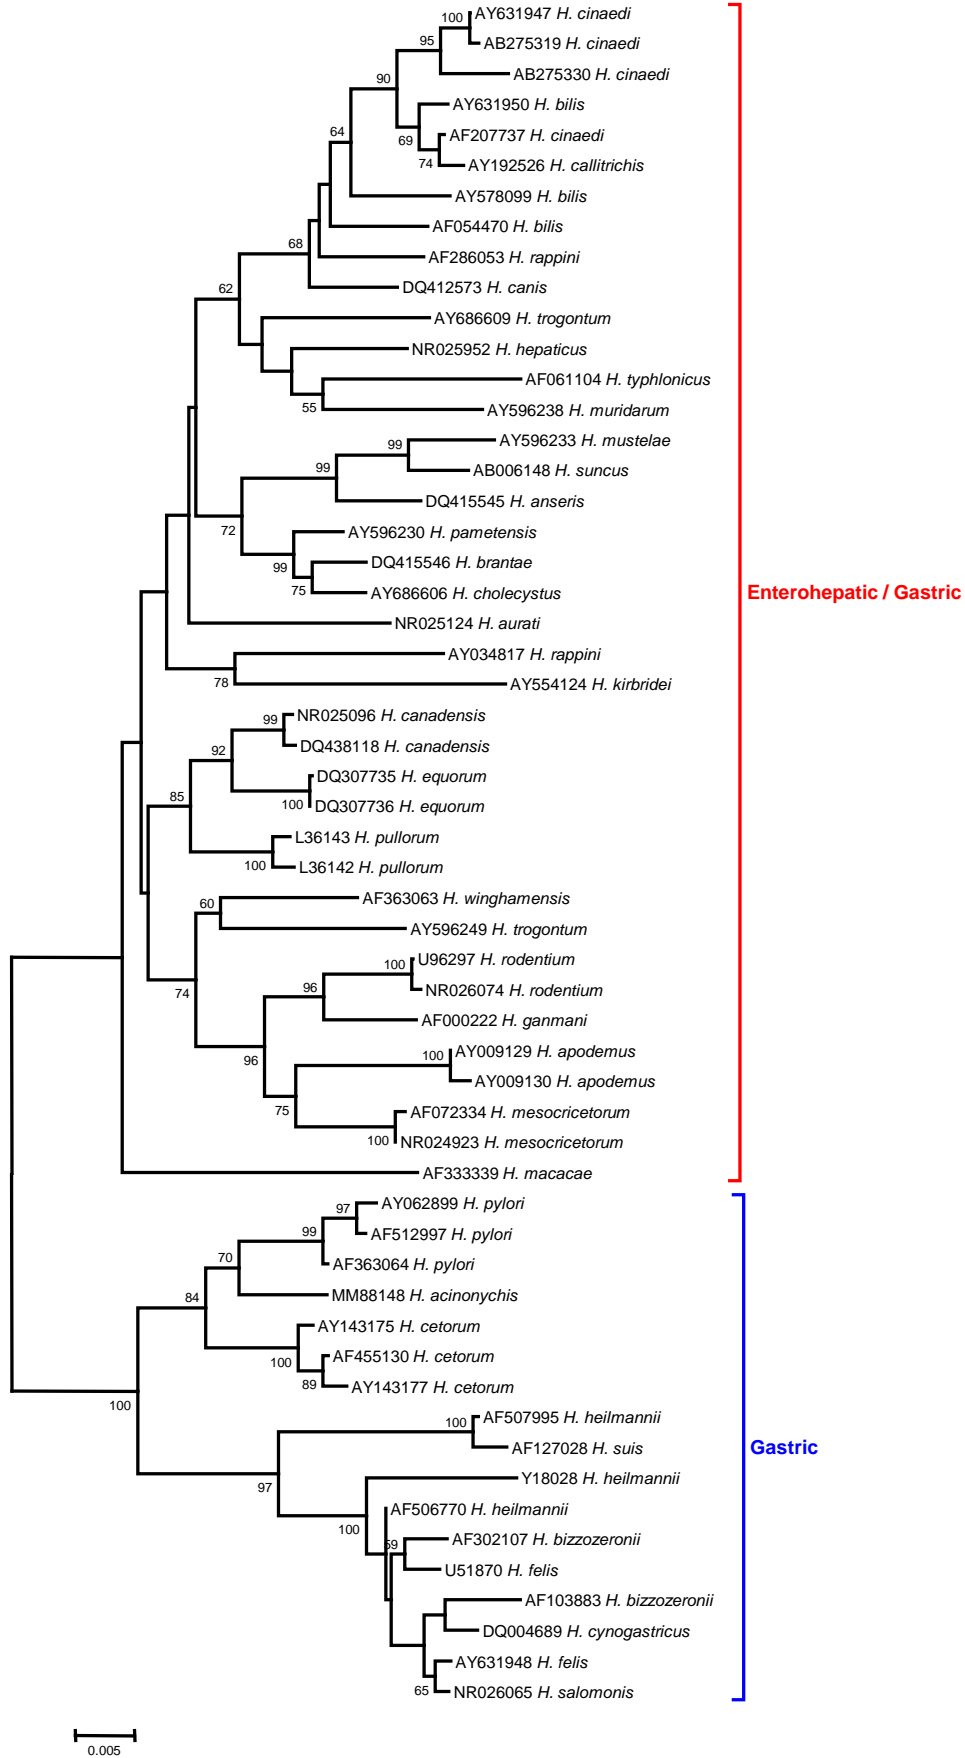 100
AY631947 H. cinaedi
95
AB275319 H. cinaedi
AB275330 H. cinaedi
90
AY631950 H. bilis
64
69
AF207737 H. cinaedi
74
AY192526 H. callitrichis
AY578099 H. bilis
AF054470 H. bilis
68
AF286053 H. rappini
62
DQ412573 H. canis
AY686609 H. trogontum
NR025952 H. hepaticus
AF061104 H. typhlonicus
55
AY596238 H. muridarum
99
AY596233 H. mustelae
99
AB006148 H. suncus
DQ415545 H. anseris
72
AY596230 H. pametensis
99
DQ415546 H. brantae
75
AY686606 H. cholecystus
Enterohepatic / Gastric
NR025124 H. aurati
AY034817 H. rappini
78
AY554124 H. kirbridei
99
NR025096 H. canadensis
92
DQ438118 H. canadensis
85
DQ307735 H. equorum
100
DQ307736 H. equorum
L36143 H. pullorum
100
L36142 H. pullorum
60
AF363063 H. winghamensis
AY596249 H. trogontum
100
U96297 H. rodentium
74
96
NR026074 H. rodentium
AF000222 H. ganmani
96
100
AY009129 H. apodemus
AY009130 H. apodemus
75
AF072334 H. mesocricetorum
100
NR024923 H. mesocricetorum
AF333339 H. macacae
97
AY062899 H. pylori
99
AF512997 H. pylori
70
AF363064 H. pylori
84
MM88148 H. acinonychis
AY143175 H. cetorum
100
AF455130 H. cetorum
89
AY143177 H. cetorum
100
100
AF507995 H. heilmannii
AF127028 H. suis
Gastric
97
Y18028 H. heilmannii
100
AF506770 H. heilmannii
59
AF302107 H. bizzozeronii
U51870 H. felis
AF103883 H. bizzozeronii
DQ004689 H. cynogastricus
AY631948 H. felis
65
NR026065 H. salomonis
0.005